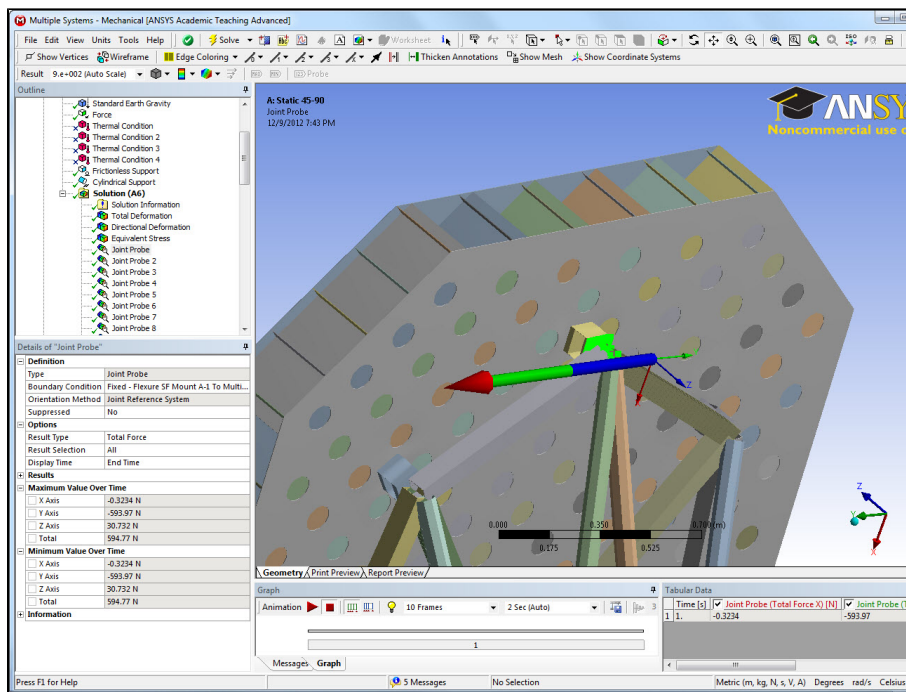 Multiple Systems - Mechanical [ANSYS Academic Teaching Advanced]
File Edit View Units Tools Help Solve Worksheet
Show Vertices Wireframe Edge Coloring Thicken Annotations Show Mesh Show Coordinate Systems
Result 9.e+002 (Auto Scale) Probe
Outline
Standard Earth Gravity
Force
Thermal Condition
Thermal Condition 2
Thermal Condition 3
Thermal Condition 4
Frictionless Support
Cylindrical Support
Solution (A6)
Solution Information
Total Deformation
Directional Deformation
Equivalent Stress
Joint Probe
Joint Probe 2
Joint Probe 3
Joint Probe 4
Joint Probe 5
Joint Probe 6
Joint Probe 7
Joint Probe 8
Details of "Joint Probe"
Definition
Type Joint Probe
Boundary Condition Fixed - Flexure SF Mount A-1 To Multi...
Orientation Method Joint Reference System
Suppressed No
Options
Result Type Total Force
Result Selection All
Display Time End Time
Results
Maximum Value Over Time
X Axis -0.3234 N
Y Axis -593.97 N
Z Axis 30.732 N
Total 594.77 N
Minimum Value Over Time
X Axis -0.3234 N
Y Axis -593.97 N
Z Axis 30.732 N
Total 594.77 N
Information
A: Static 45-90
Joint Probe
12/9/2012 7:43 PM
ANSY
Noncommercial use o
Z
X
Z
Y
X
0.000 0.350 0.700 (m)
0.175 0.525
Geometry Print Preview Report Preview
Graph
Animation 10 Frames 2 Sec (Auto) 3
1
Messages Graph
Tabular Data
Time [s] Joint Probe (Total Force X) [N] Joint Probe (T
1 1. -0.3234 -593.97
Press F1 for Help 5 Messages No Selection Metric (m, kg, N, s, V, A) Degrees rad/s Celsius